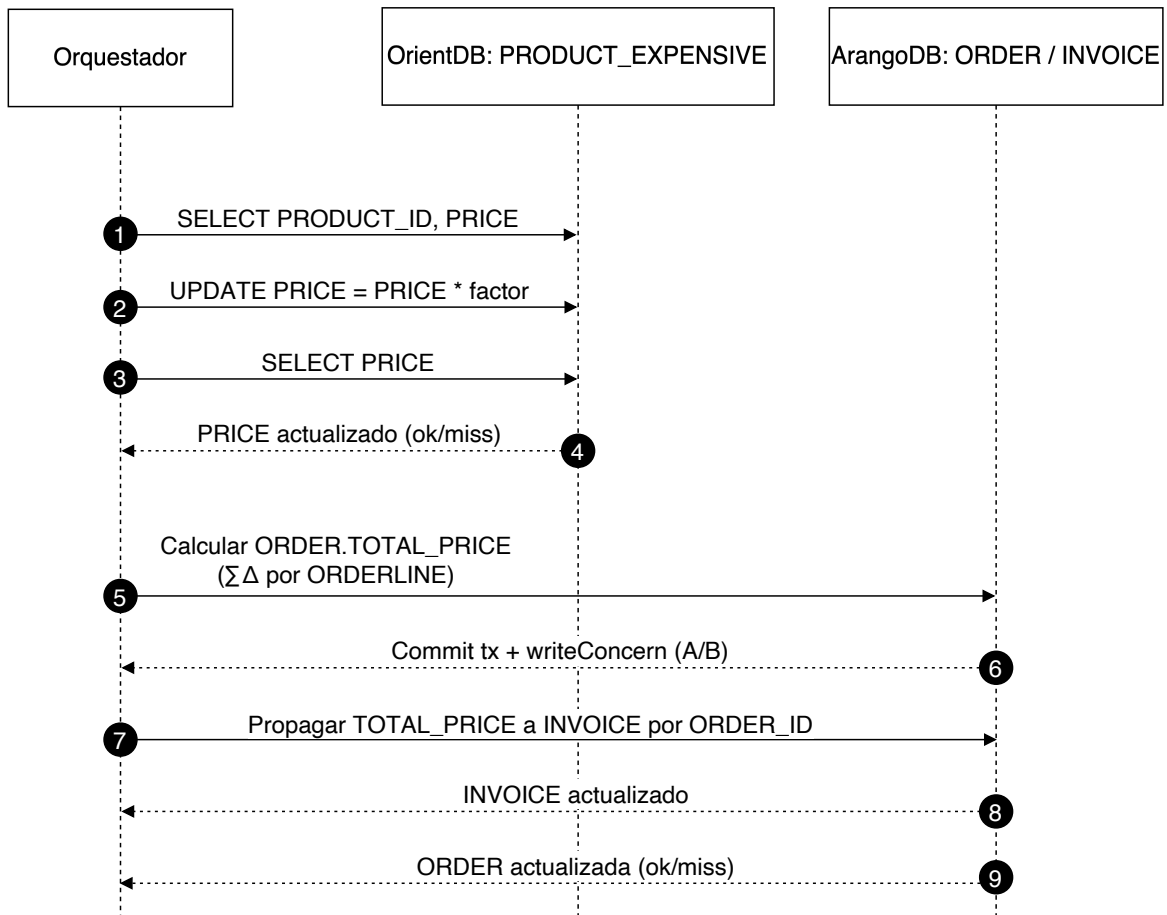 Orquestador
OrientDB: PRODUCT_EXPENSIVE
ArangoDB: ORDER / INVOICE
1 SELECT PRODUCT_ID, PRICE
2 UPDATE PRICE = PRICE * factor
3 SELECT PRICE
PRICE actualizado (ok/miss) 4
Calcular ORDER.TOTAL_PRICE
(∑Δ por ORDERLINE)
5
Commit tx + writeConcern (A/B) 6
7 Propagar TOTAL_PRICE a INVOICE por ORDER_ID
INVOICE actualizado 8
ORDER actualizada (ok/miss) 9